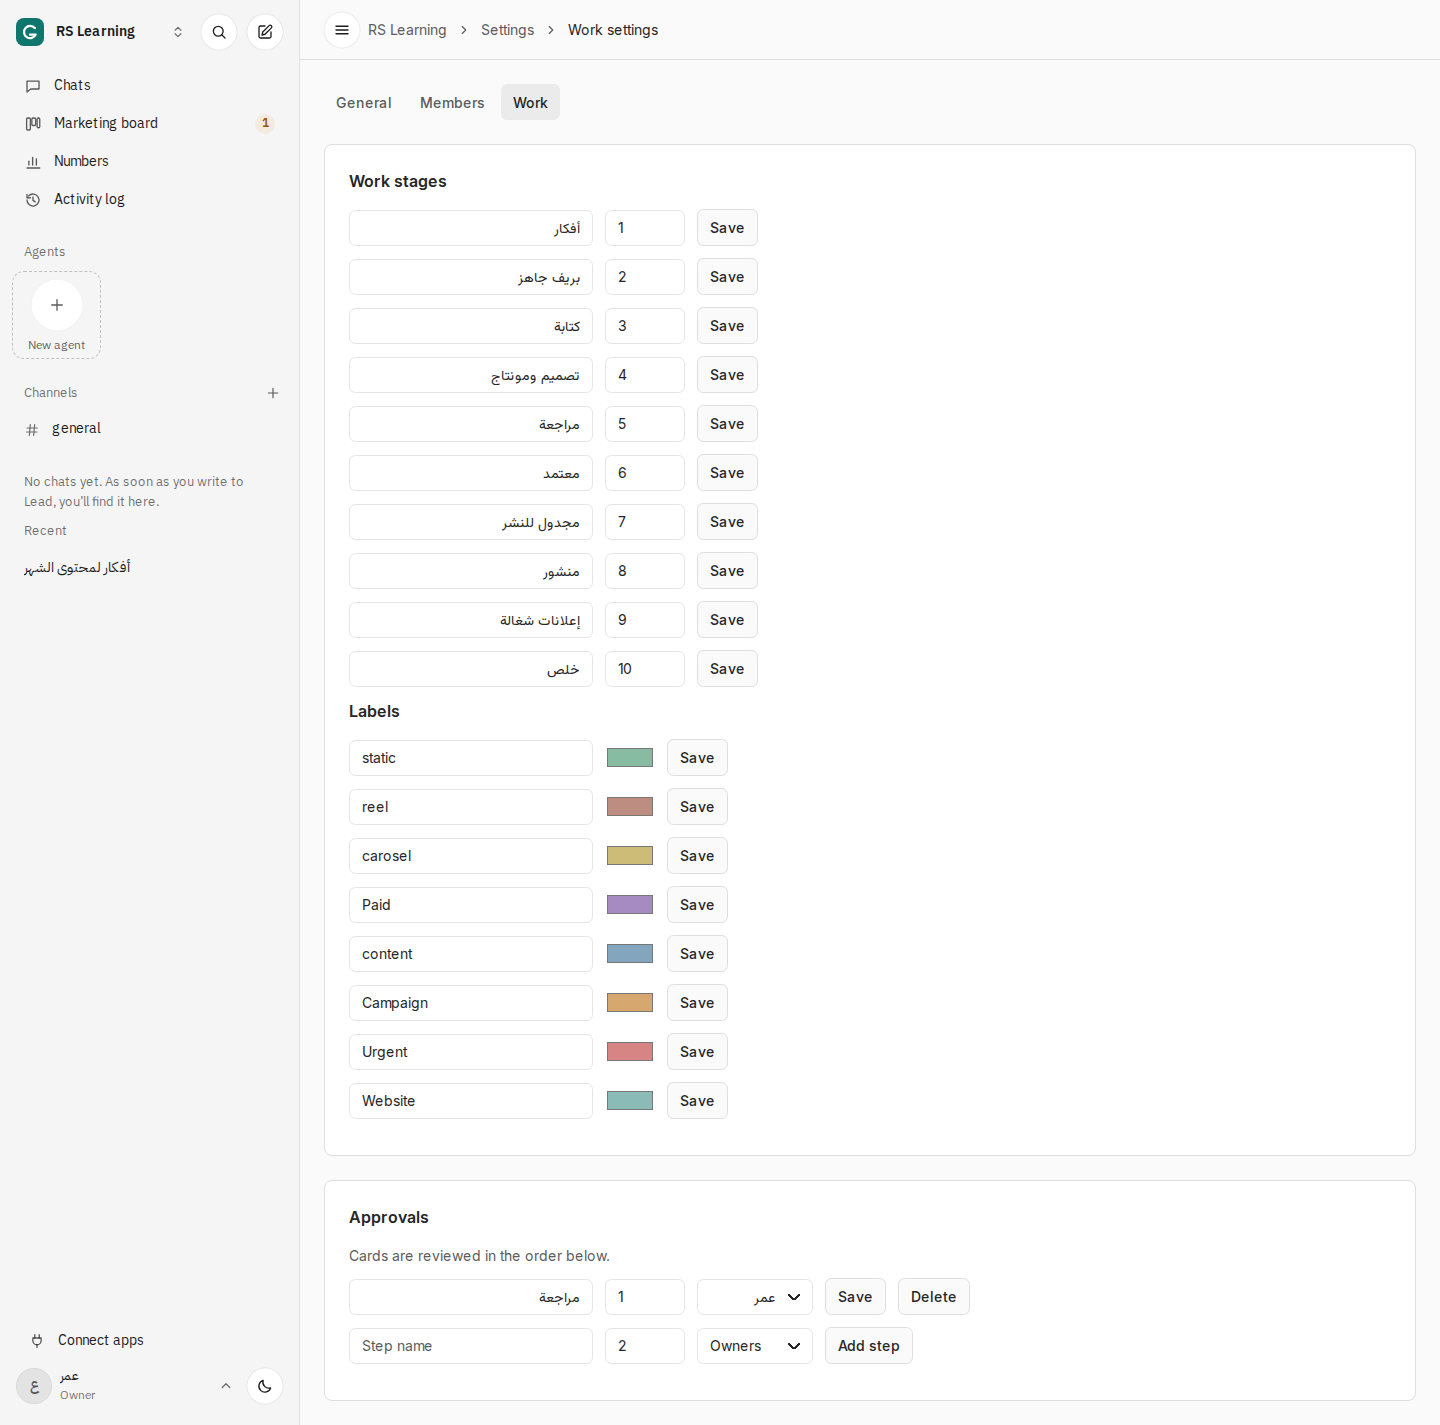 RS Learning
Chats
Marketing board 1
Numbers
Activity log
Agents
New agent
Channels
general
No chats yet. As soon as you write to
Lead, you'll find it here.
Recent
أفكار لمحتوى الشهر
Connect apps
ع
عمر
Owner
RS Learning > Settings > Work settings
General Members Work
Work stages
أفكار 1 Save
بريف جاهز 2 Save
كتابة 3 Save
تصميم ومونتاج 4 Save
مراجعة 5 Save
معتمد 6 Save
مجدول للنشر 7 Save
منشور 8 Save
إعلانات شغالة 9 Save
خلص 10 Save
Labels
static Save
reel Save
carosel Save
Paid Save
content Save
Campaign Save
Urgent Save
Website Save
Approvals
Cards are reviewed in the order below.
مراجعة 1 عمر Save Delete
Step name 2 Owners Add step